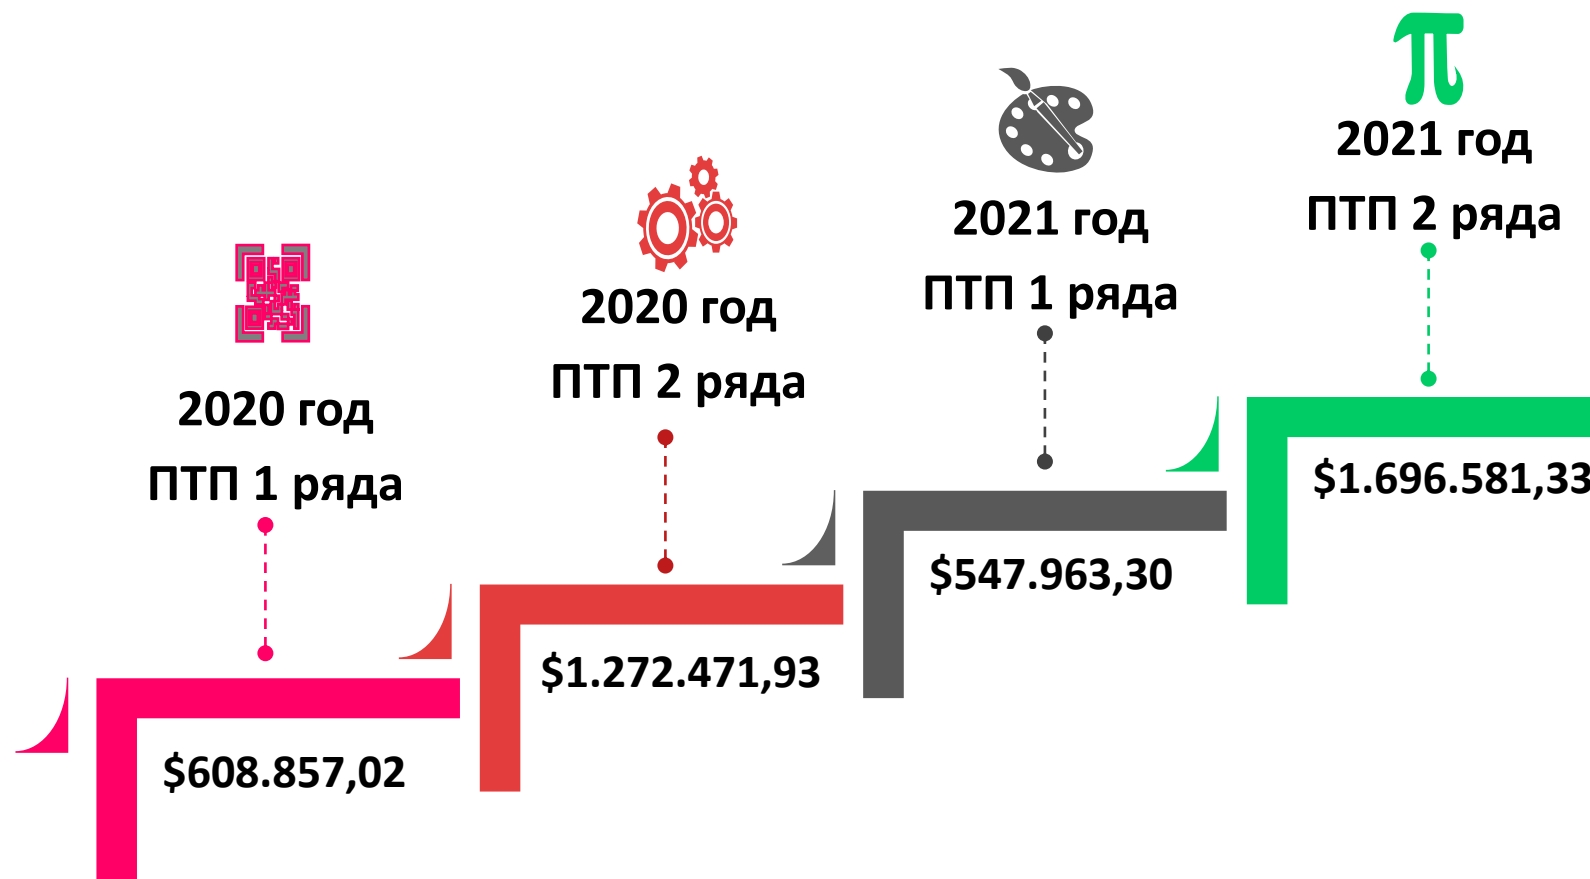 2020 год
ПТП 1 ряда
$608.857,02
2020 год
ПТП 2 ряда
$1.272.471,93
2021 год
ПТП 1 ряда
$547.963,30
2021 год
ПТП 2 ряда
$1.696.581,33